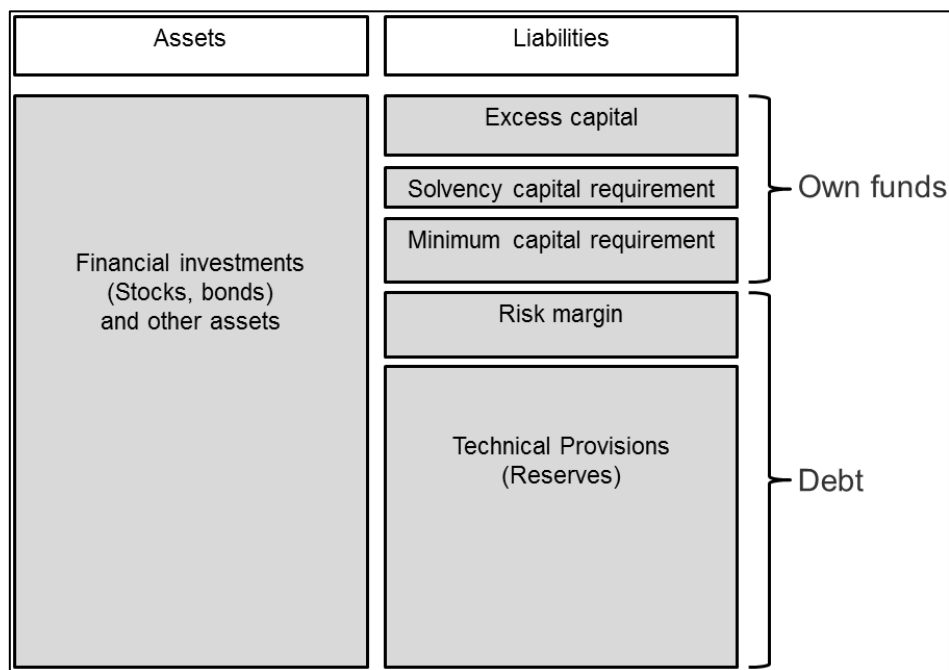 Assets
Liabilities
Excess capital
Solvency capital requirement
Minimum capital requirement
Own funds
Financial investments
(Stocks, bonds)
and other assets
Risk margin
Technical Provisions
(Reserves)
Debt